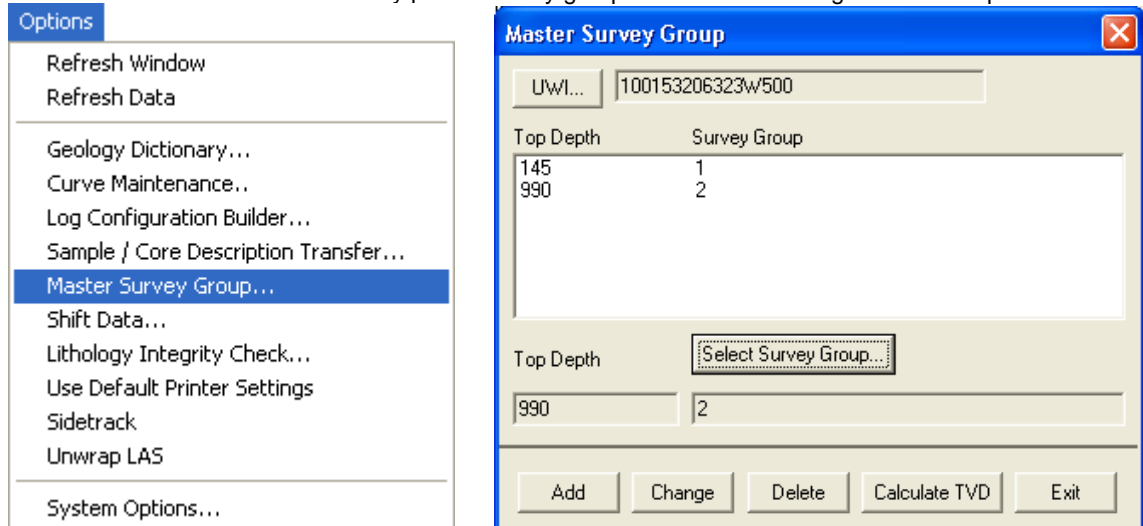 Options
Refresh Window
Refresh Data
Geology Dictionary...
Curve Maintenance..
Log Configuration Builder...
Sample / Core Description Transfer...
Master Survey Group...
Shift Data...
Lithology Integrity Check...
Use Default Printer Settings
Sidetrack
Unwrap LAS
System Options...
Master Survey Group
UWI... 100153206323W500
Top Depth Survey Group
145 1
990 2
Top Depth Select Survey Group...
990 2
Add Change Delete Calculate TVD Exit